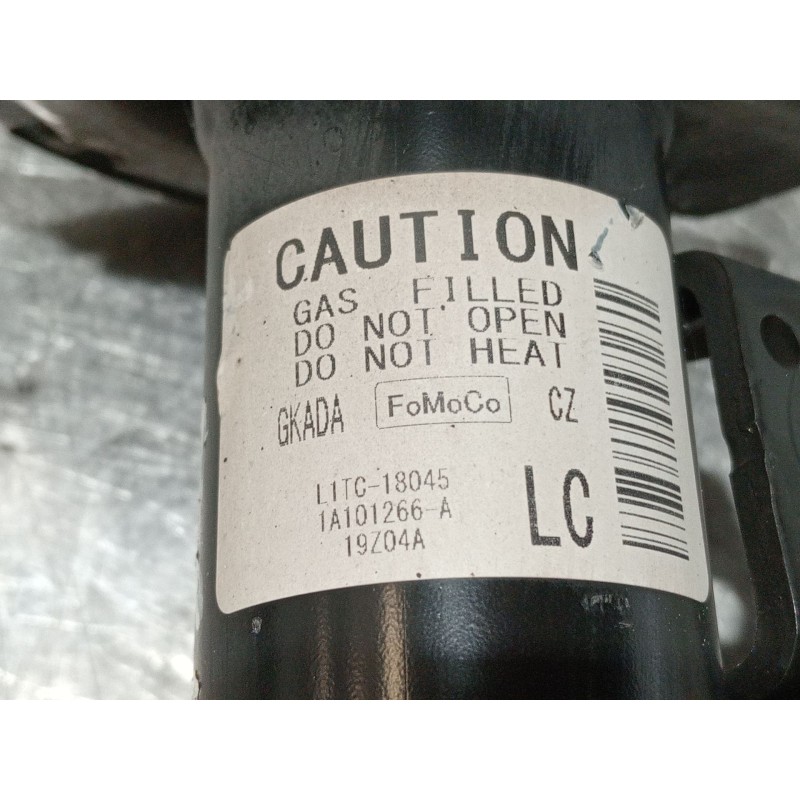 CAUTION
GAS FILLED
DO NOT OPEN
DO NOT HEAT
GKADA FoMoCo CZ
L1TC-18045
1A101266-A
19Z04A
LC